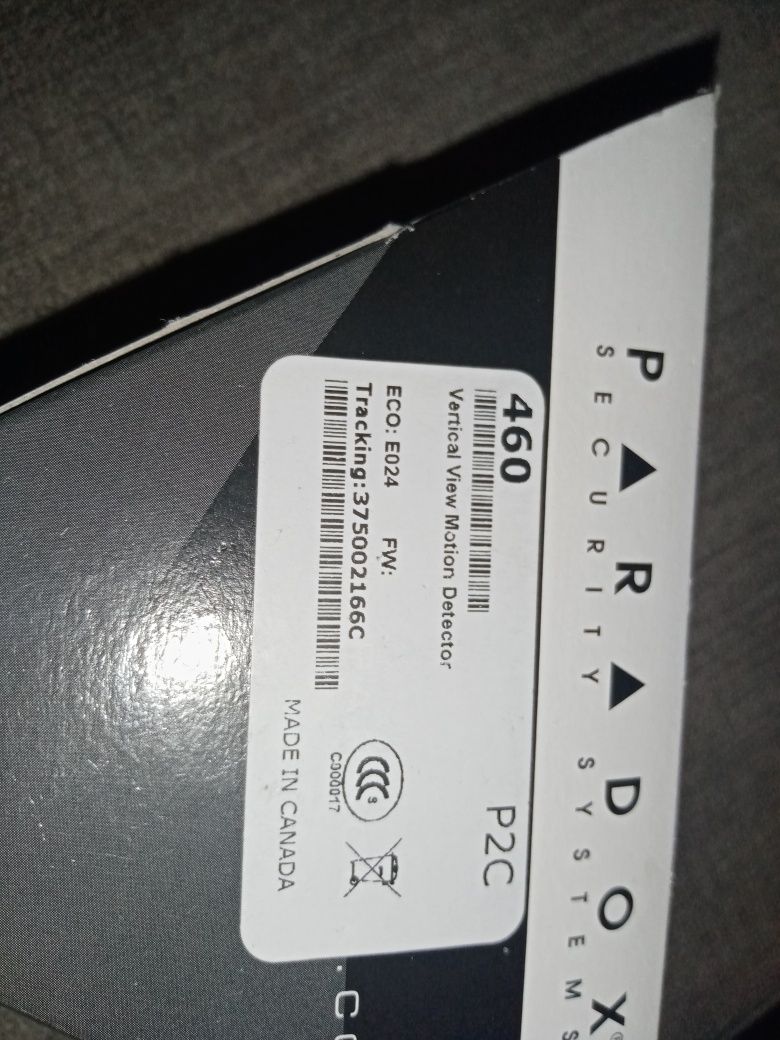 PARADOX
SECURITY SYSTEMS
460
P2C
Vertical View Motion Detector
ECO: E024 FW:
Tracking:375002166C
S
C000017
MADE IN CANADA